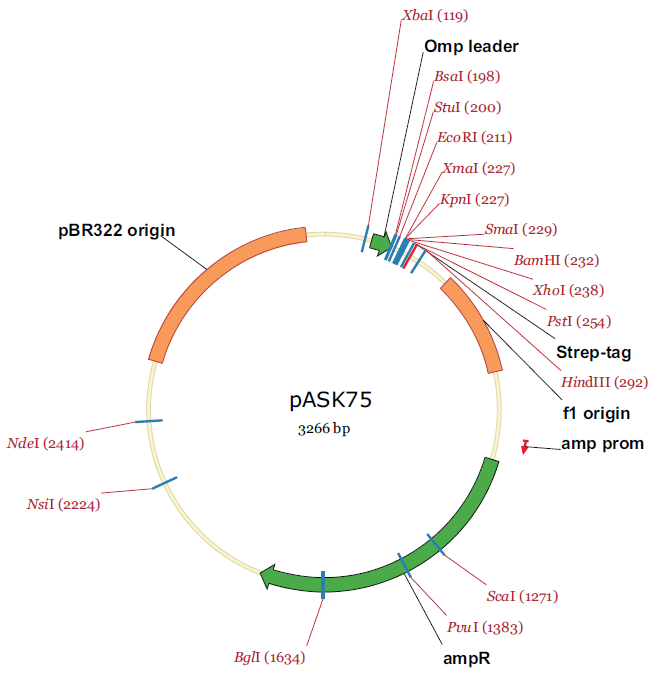 XbaI (119)
Omp leader
BsaI (198)
StuI (200)
EcoRI (211)
XmaI (227)
KpnI (227)
SmaI (229)
BamHI (232)
XhoI (238)
PstI (254)
Strep-tag
HindIII (292)
f1 origin
amp prom
pBR322 origin
pASK75
3266 bp
NdeI (2414)
NsiI (2224)
ScaI (1271)
PvuI (1383)
ampR
BglI (1634)